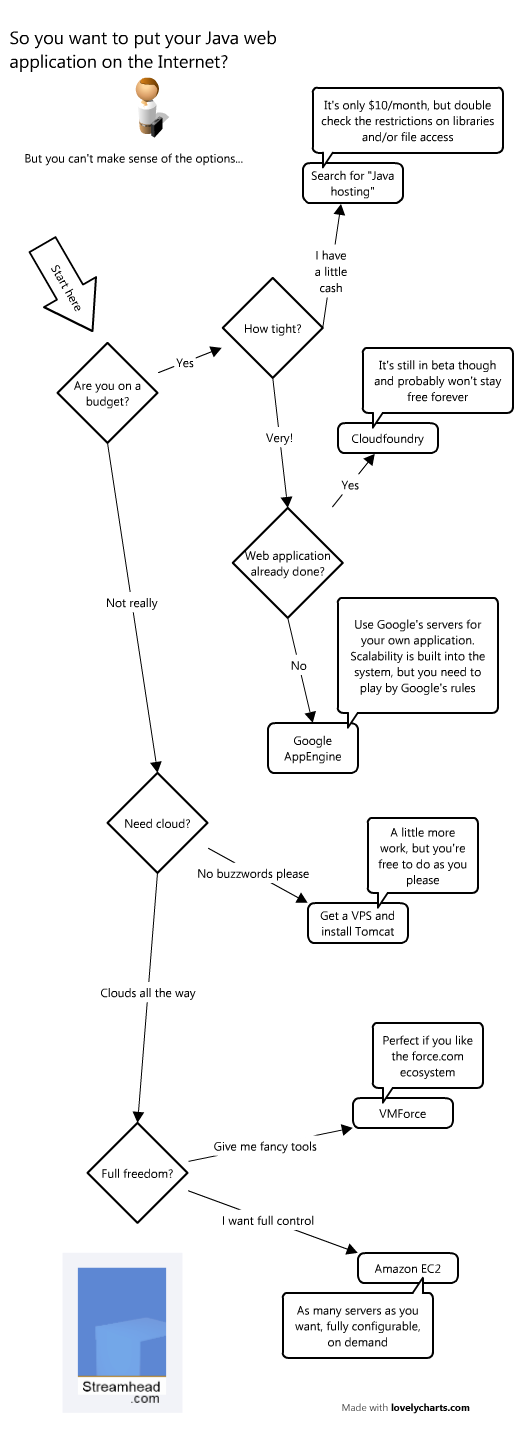 So you want to put your Java web
application on the Internet?
But you can't make sense of the options...
It's only $10/month, but double
check the restrictions on libraries
and/or file access
Search for "Java
hosting"
I have
a little
cash
Start here
How tight?
Are you on a
budget?
Yes
It's still in beta though
and probably won't stay
free forever
Cloudfoundry
Very!
Yes
Web application
already done?
Not really
Use Google's servers for
your own application.
Scalability is built into the
system, but you need to
play by Google's rules
No
Google
AppEngine
Need cloud?
A little more
work, but you're
free to do as you
please
No buzzwords please
Get a VPS and
install Tomcat
Clouds all the way
Perfect if you like
the force.com
ecosystem
VMForce
Give me fancy tools
Full freedom?
I want full control
Amazon EC2
As many servers as you
want, fully configurable,
on demand
Streamhead
.com
Made with lovelycharts.com